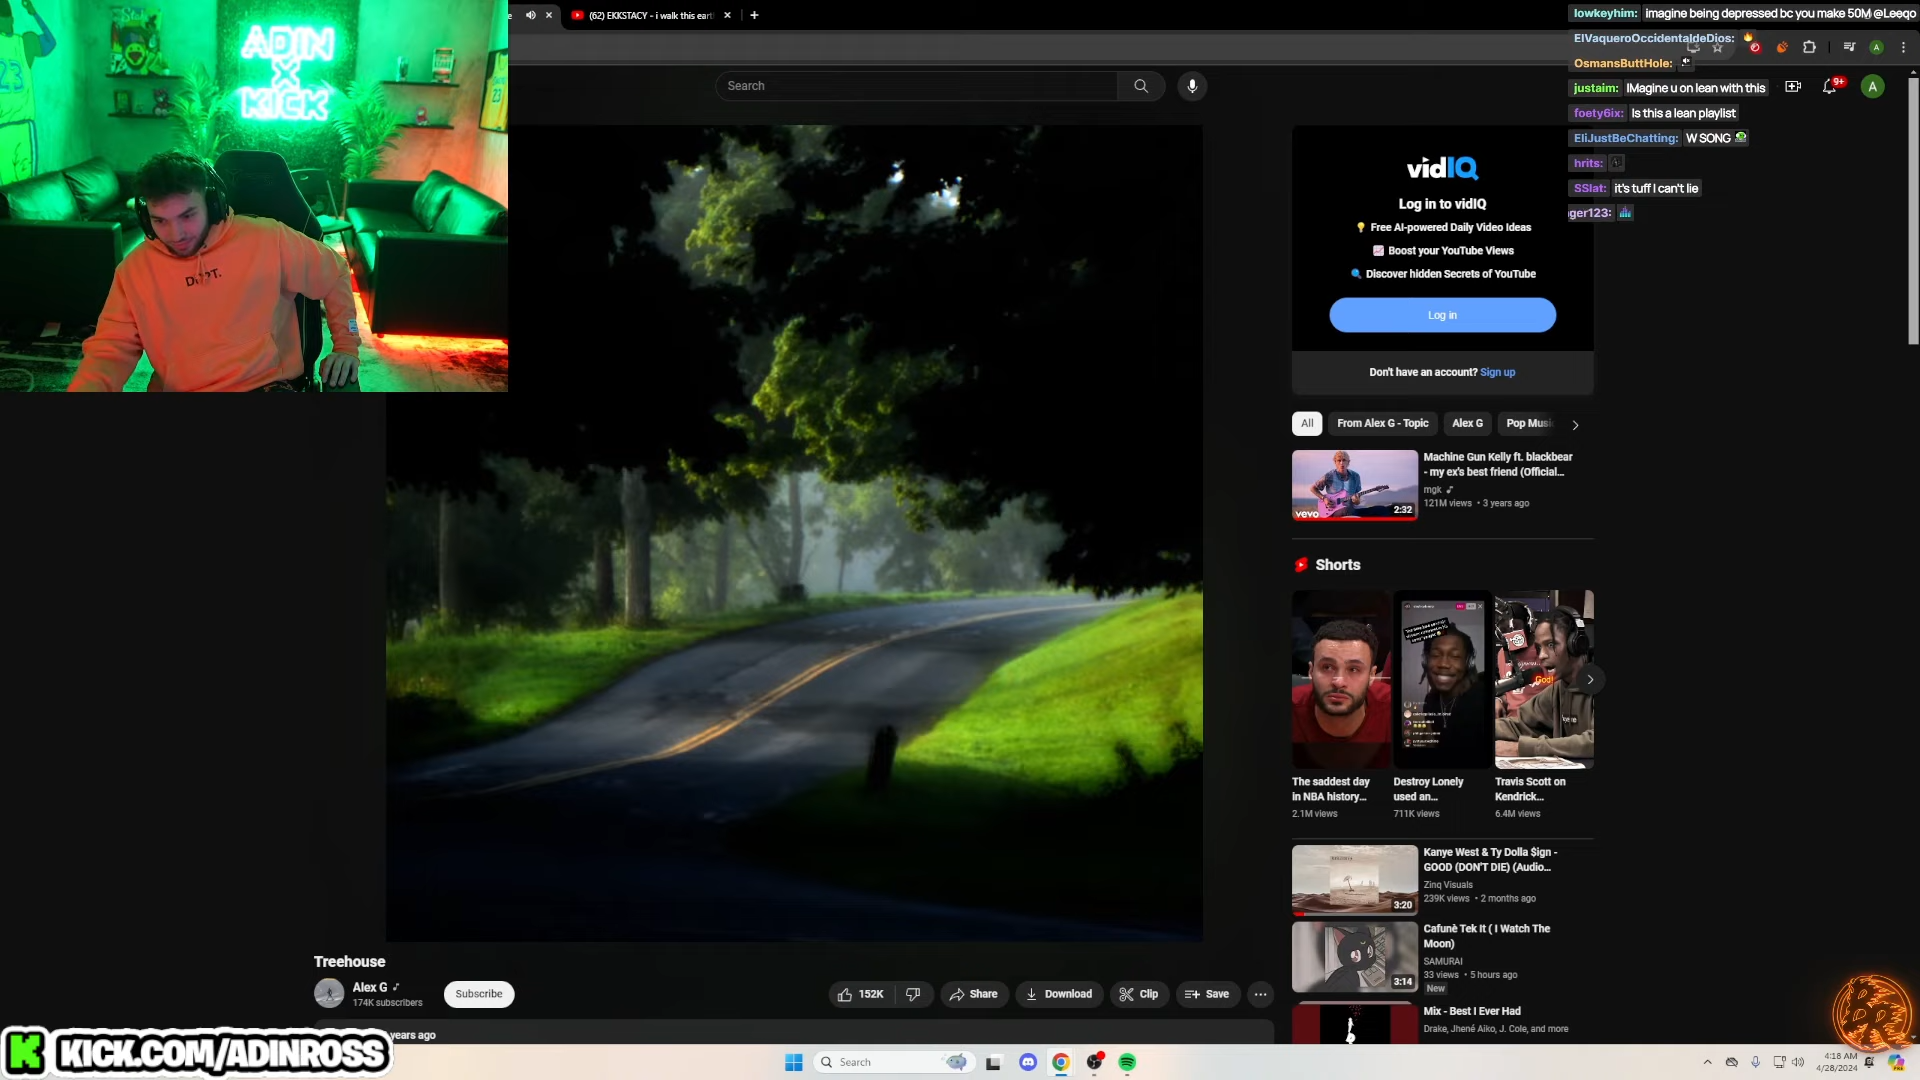 (62) EKKSTACY - i walk this eart
lowkeyhim: imagine being depressed bc you make 50M @Leeqo
ElVaqueroOccidentaldeDios:
OsmansButtHole:
justaim: IMagine u on lean with this
foety6ix: Is this a lean playlist
EliJustBeChatting: W SONG
hrits:
SSlat: it's tuff I can't lie
ger123:
Search
9+
A
A
ADIN
X
KICK
vidIQ
Log in to vidIQ
Free AI-powered Daily Video Ideas
Boost your YouTube Views
Discover hidden Secrets of YouTube
Log in
Don't have an account? Sign up
All
From Alex G - Topic
Alex G
Pop Musi
Machine Gun Kelly ft. blackbear
- my ex's best friend (Official...
mgk
121M views • 3 years ago
vevo
2:32
Shorts
God!
The saddest day
in NBA history...
2.1M views
Destroy Lonely
used an...
711K views
Travis Scott on
Kendrick...
6.4M views
Kanye West & Ty Dolla $ign -
GOOD (DON'T DIE) (Audio...
Zinq Visuals
239K views • 2 months ago
3:20
Cafunè Tek It ( I Watch The
Moon)
SAMURAI
33 views • 5 hours ago
New
3:14
Mix - Best I Ever Had
Drake, Jhené Aiko, J. Cole, and more
Treehouse
Alex G
174K subscribers
Subscribe
152K
Share
Download
Clip
Save
years ago
KICK.COM/ADINROSS
Search
4:18 AM
4/28/2024